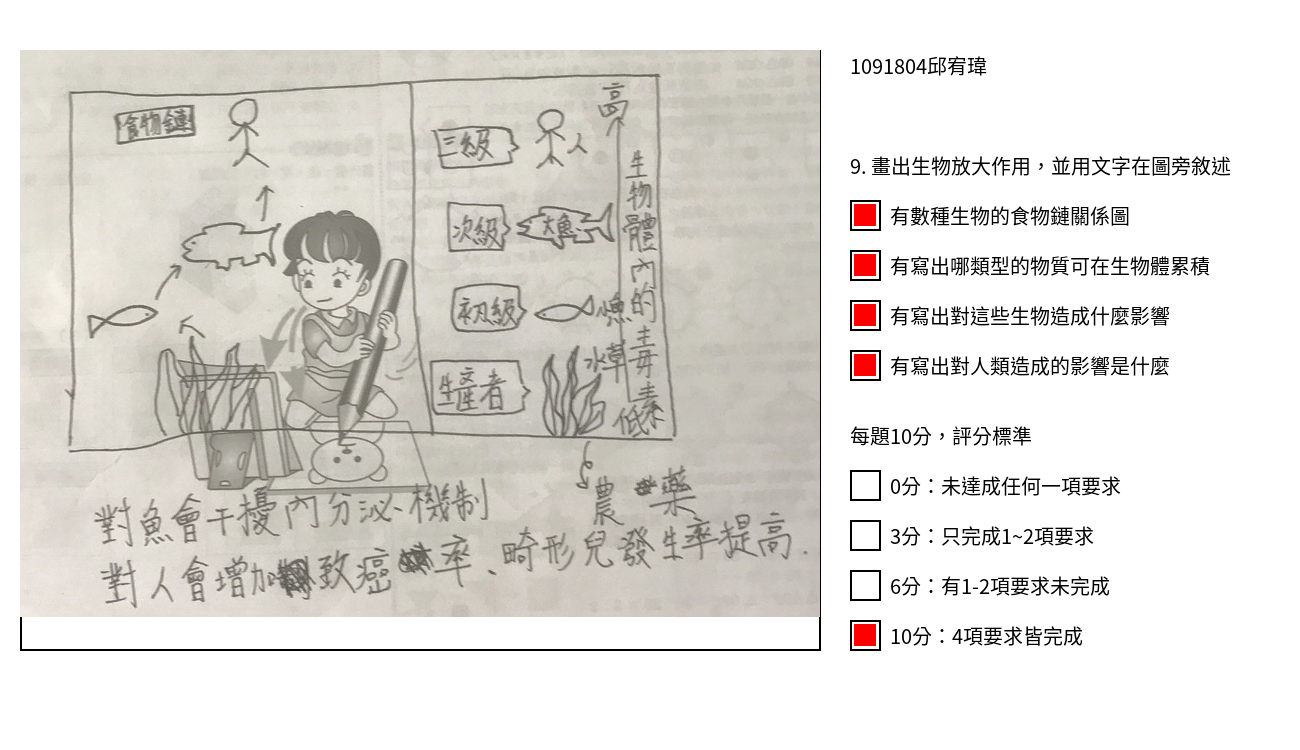 食物鏈
三級
人
次級
大魚
初級
小魚
生產者
水草
高
生物體內的毒素
低
農藥
對魚會干擾內分泌機制
對人會增加致癌率、畸形兒發生率提高.
1091804邱宥瑋
9. 畫出生物放大作用，並用文字在圖旁敘述
有數種生物的食物鏈關係圖
有寫出哪類型的物質可在生物體累積
有寫出對這些生物造成什麼影響
有寫出對人類造成的影響是什麼
每題10分，評分標準
0分：未達成任何一項要求
3分：只完成1~2項要求
6分：有1-2項要求未完成
10分：4項要求皆完成